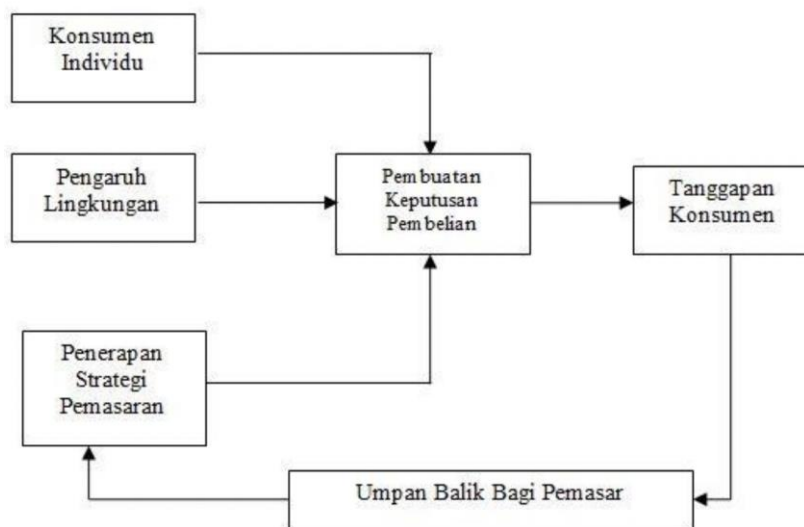 Konsumen
Individu
Pengaruh
Lingkungan
Pembuatan
Keputusan
Pembelian
Tanggapan
Konsumen
Penerapan
Strategi
Pemasaran
Umpan Balik Bagi Pemasar